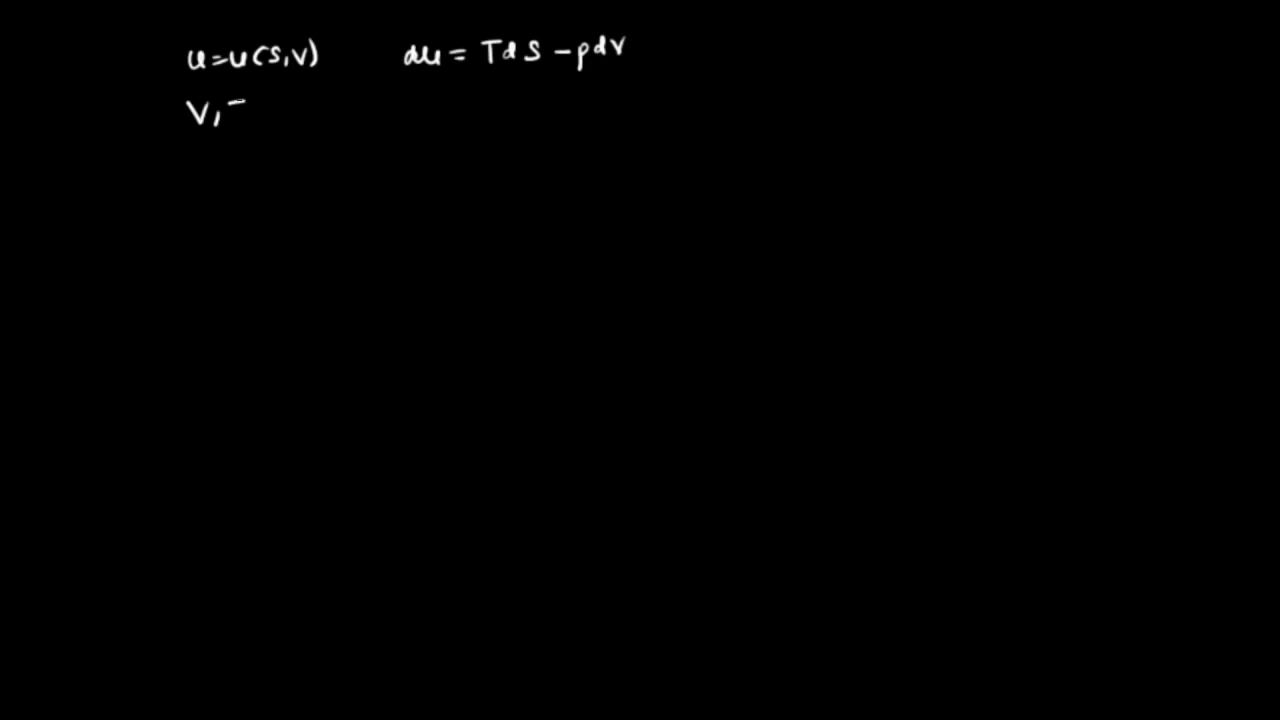 u=u(S,V) du = TdS - pdV
V,